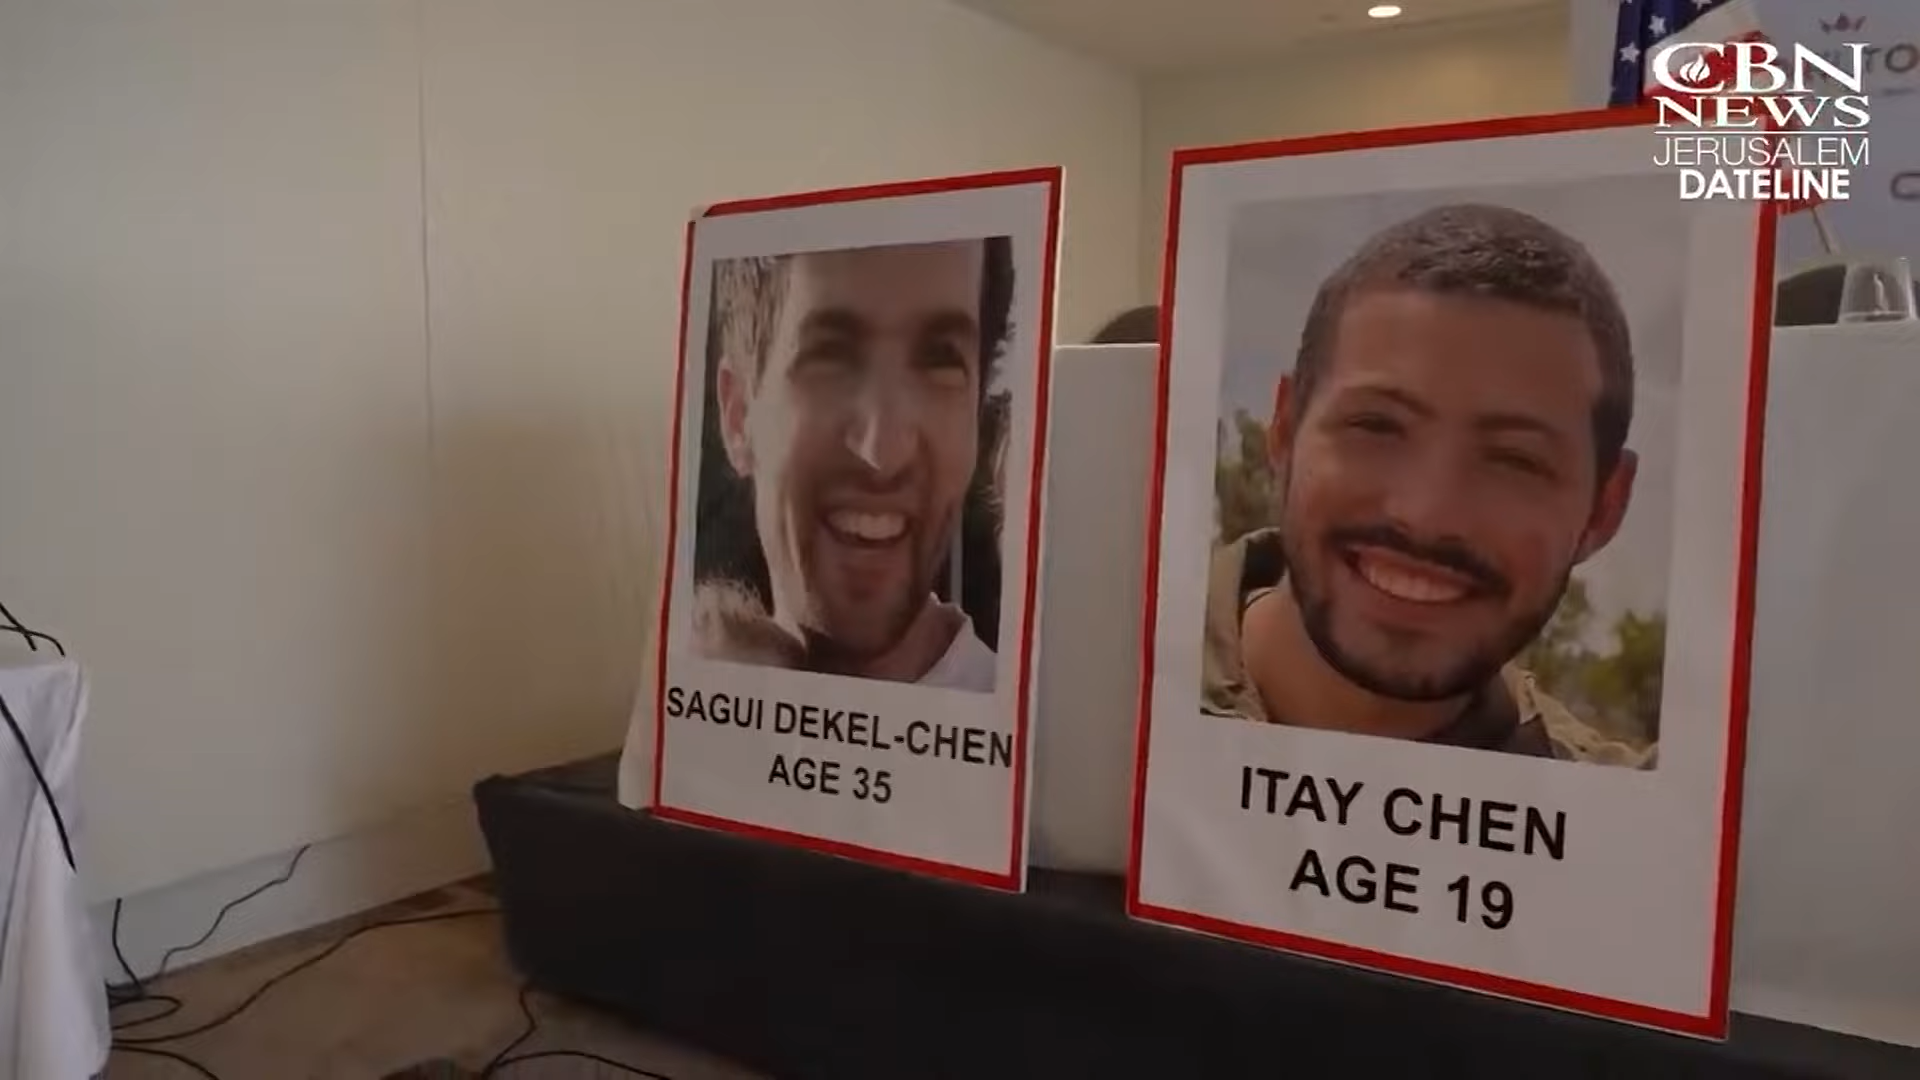 CBN
NEWS
JERUSALEM
DATELINE
SAGUI DEKEL-CHEN
AGE 35
ITAY CHEN
AGE 19